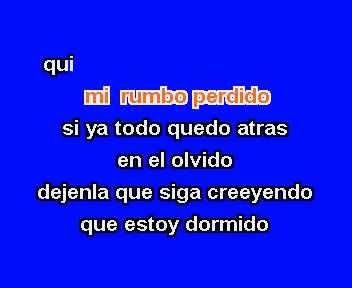 qui
mi rumbo perdido
si ya todo quedo atras
en el olvido
dejenla que siga creeyendo
que estoy dormido